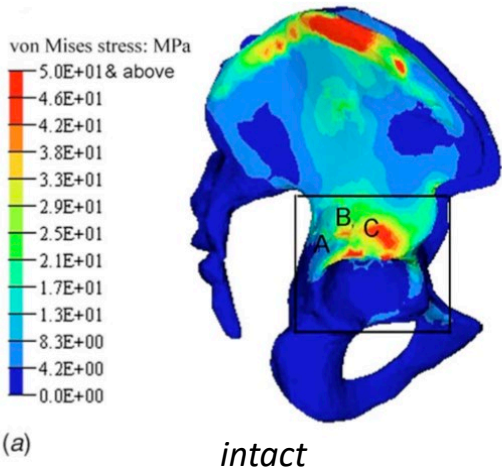 von Mises stress: MPa
5.0E+01 & above
4.6E+01
4.2E+01
3.8E+01
3.3E+01
2.9E+01
2.5E+01
2.1E+01
1.7E+01
1.3E+01
8.3E+00
4.2E+00
0.0E+00
B
C
A
(a)
intact